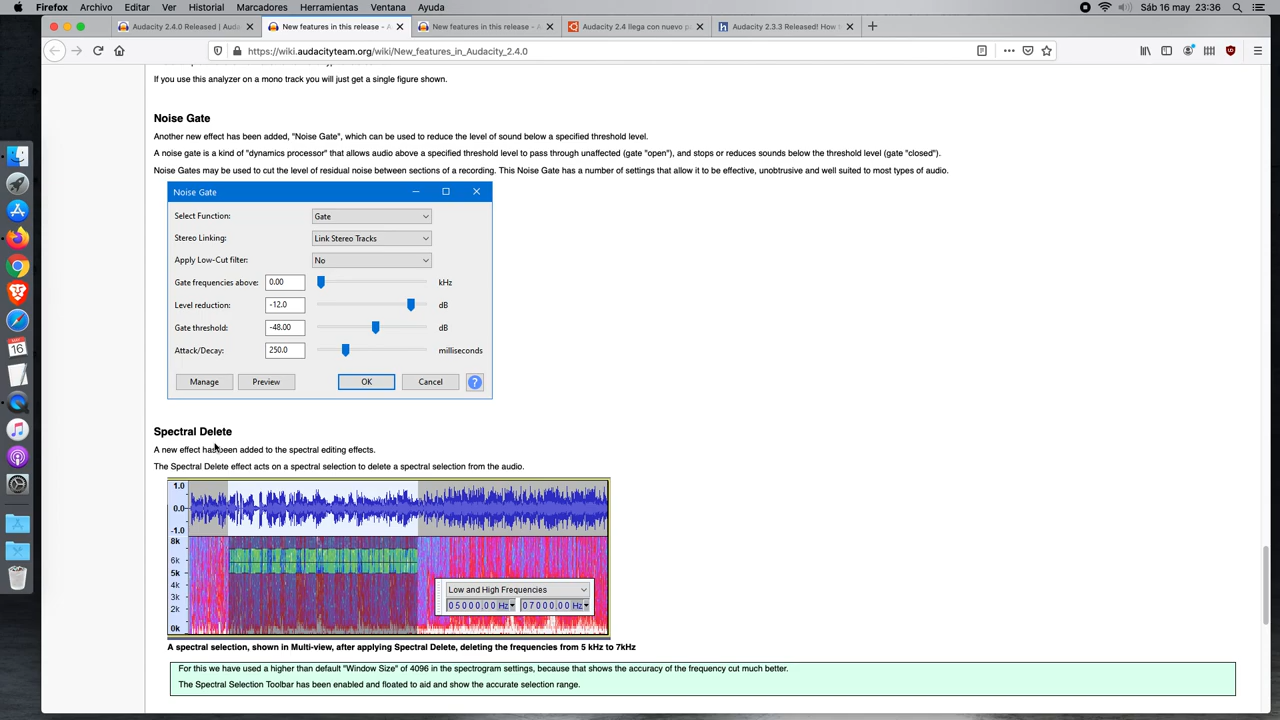 Firefox Archivo Editar Ver Historial Marcadores Herramientas Ventana Ayuda Sáb 16 may 23:36
Audacity 2.4.0 Released | Auda
New features in this release - A
New features in this release - A
Audacity 2.4 llega con nuevo p
Audacity 2.3.3 Released! How t
https://wiki.audacityteam.org/wiki/New_features_in_Audacity_2.4.0
If you use this analyzer on a mono track you will just get a single figure shown.
Noise Gate
Another new effect has been added, "Noise Gate", which can be used to reduce the level of sound below a specified threshold level.
A noise gate is a kind of "dynamics processor" that allows audio above a specified threshold level to pass through unaffected (gate "open"), and stops or reduces sounds below the threshold level (gate "closed").
Noise Gates may be used to cut the level of residual noise between sections of a recording. This Noise Gate has a number of settings that allow it to be effective, unobtrusive and well suited to most types of audio.
Noise Gate
Select Function: Gate
Stereo Linking: Link Stereo Tracks
Apply Low-Cut filter: No
Gate frequencies above: 0.00 kHz
Level reduction: -12.0 dB
Gate threshold: -48.00 dB
Attack/Decay: 250.0 milliseconds
Manage Preview OK Cancel ?
MAY
16
Spectral Delete
A new effect has been added to the spectral editing effects.
The Spectral Delete effect acts on a spectral selection to delete a spectral selection from the audio.
1.0
0.0
-1.0
8k
6k
5k
4k
3k
2k
0k
Low and High Frequencies
05000.00 Hz 07000.00 Hz
A spectral selection, shown in Multi-view, after applying Spectral Delete, deleting the frequencies from 5 kHz to 7kHz
For this we have used a higher than default "Window Size" of 4096 in the spectrogram settings, because that shows the accuracy of the frequency cut much better.
The Spectral Selection Toolbar has been enabled and floated to aid and show the accurate selection range.